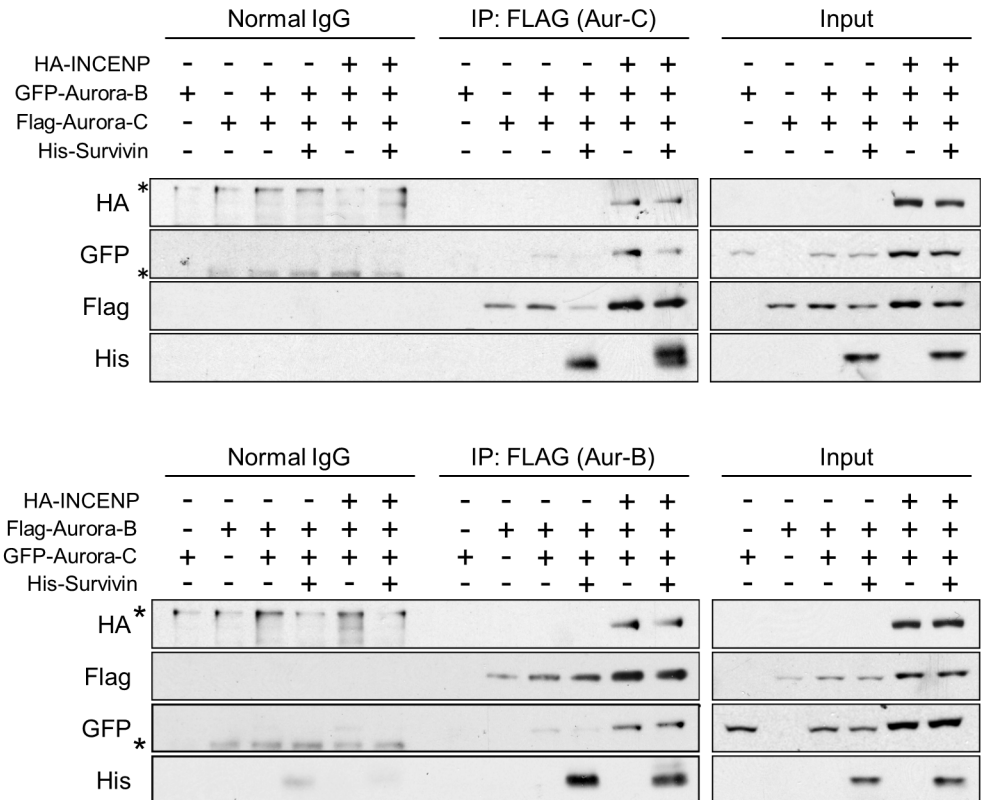 Normal IgG IP: FLAG (Aur-C) Input
HA-INCENP - - - - + + - - - - + + - - - - + +
GFP-Aurora-B + - + + + + + - + + + + + - + + + +
Flag-Aurora-C - + + + + + - + + + + + - + + + + +
His-Survivin - - - + - + - - - + - + - - - + - +
* HA
GFP
*
Flag
His
Normal IgG IP: FLAG (Aur-B) Input
HA-INCENP - - - - + + - - - - + + - - - - + +
Flag-Aurora-B - + + + + + - + + + + + - + + + + +
GFP-Aurora-C + - + + + + + - + + + + + - + + + +
His-Survivin - - - + - + - - - + - + - - - + - +
HA *
Flag
GFP
*
His